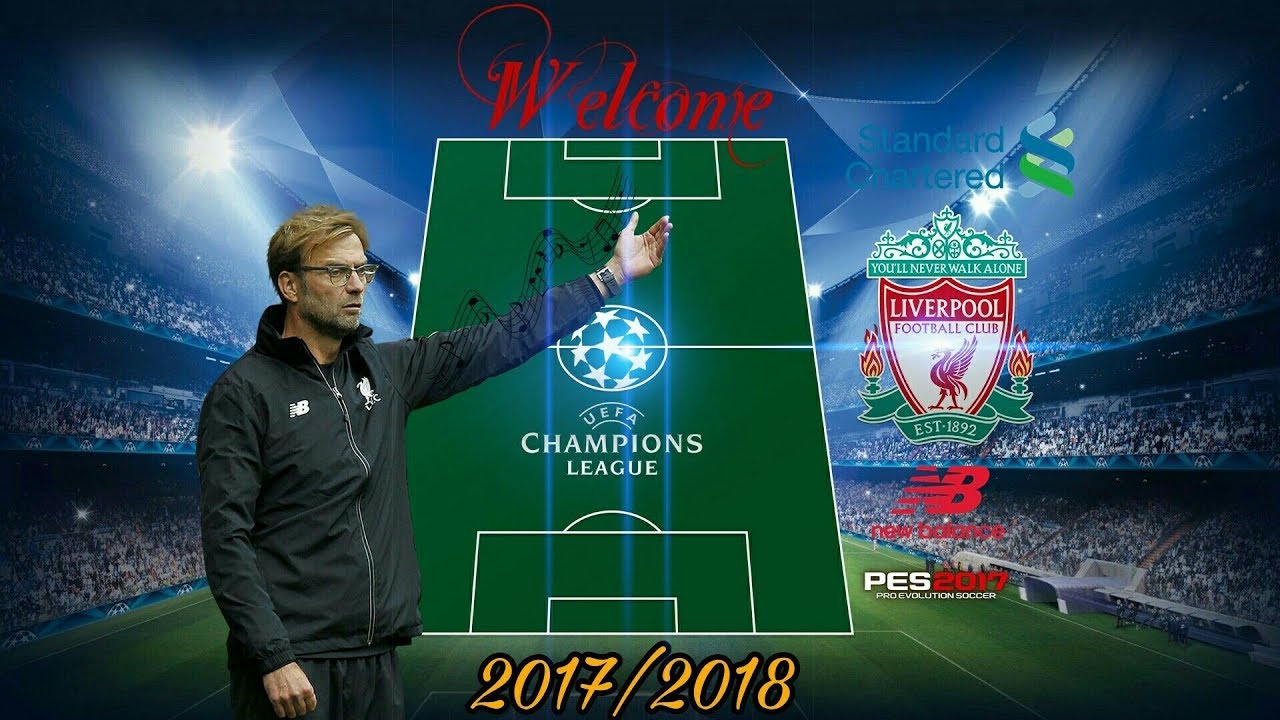 Welcome
Standard
Chartered
YOU'LL NEVER WALK ALONE
LIVERPOOL
FOOTBALL CLUB
EST·1892
UEFA
CHAMPIONS
LEAGUE
NB
new balance
PES2017
PRO EVOLUTION SOCCER
2017/2018